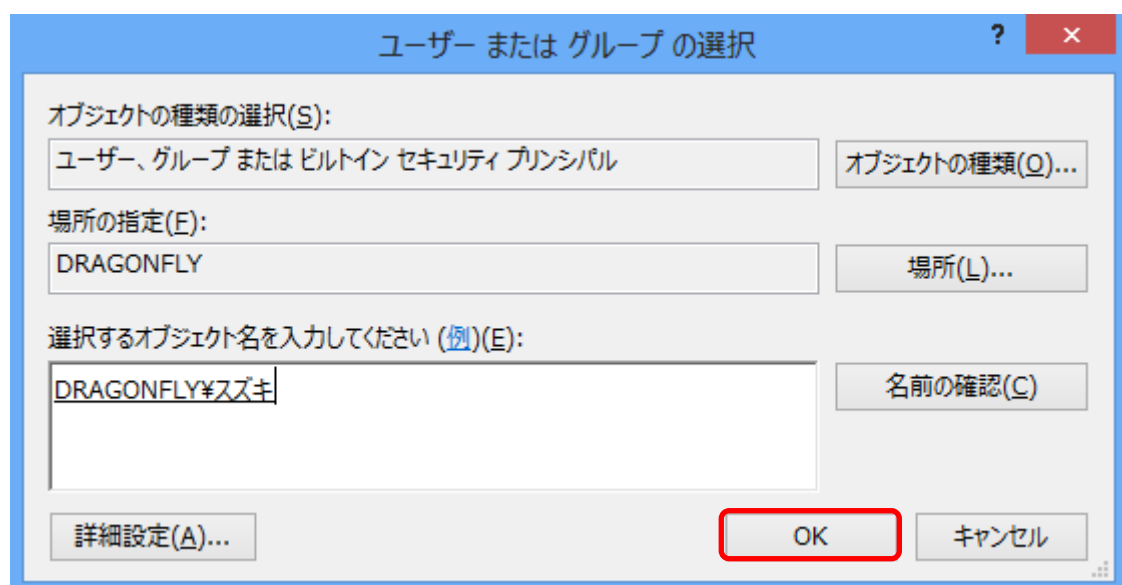 ユーザー または グループ の選択
?
×
オブジェクトの種類の選択(S):
ユーザー、グループ または ビルトイン セキュリティ プリンシパル
オブジェクトの種類(O)...
場所の指定(F):
DRAGONFLY
場所(L)...
選択するオブジェクト名を入力してください (例)(E):
DRAGONFLY¥スズキ
名前の確認(C)
詳細設定(A)...
OK
キャンセル